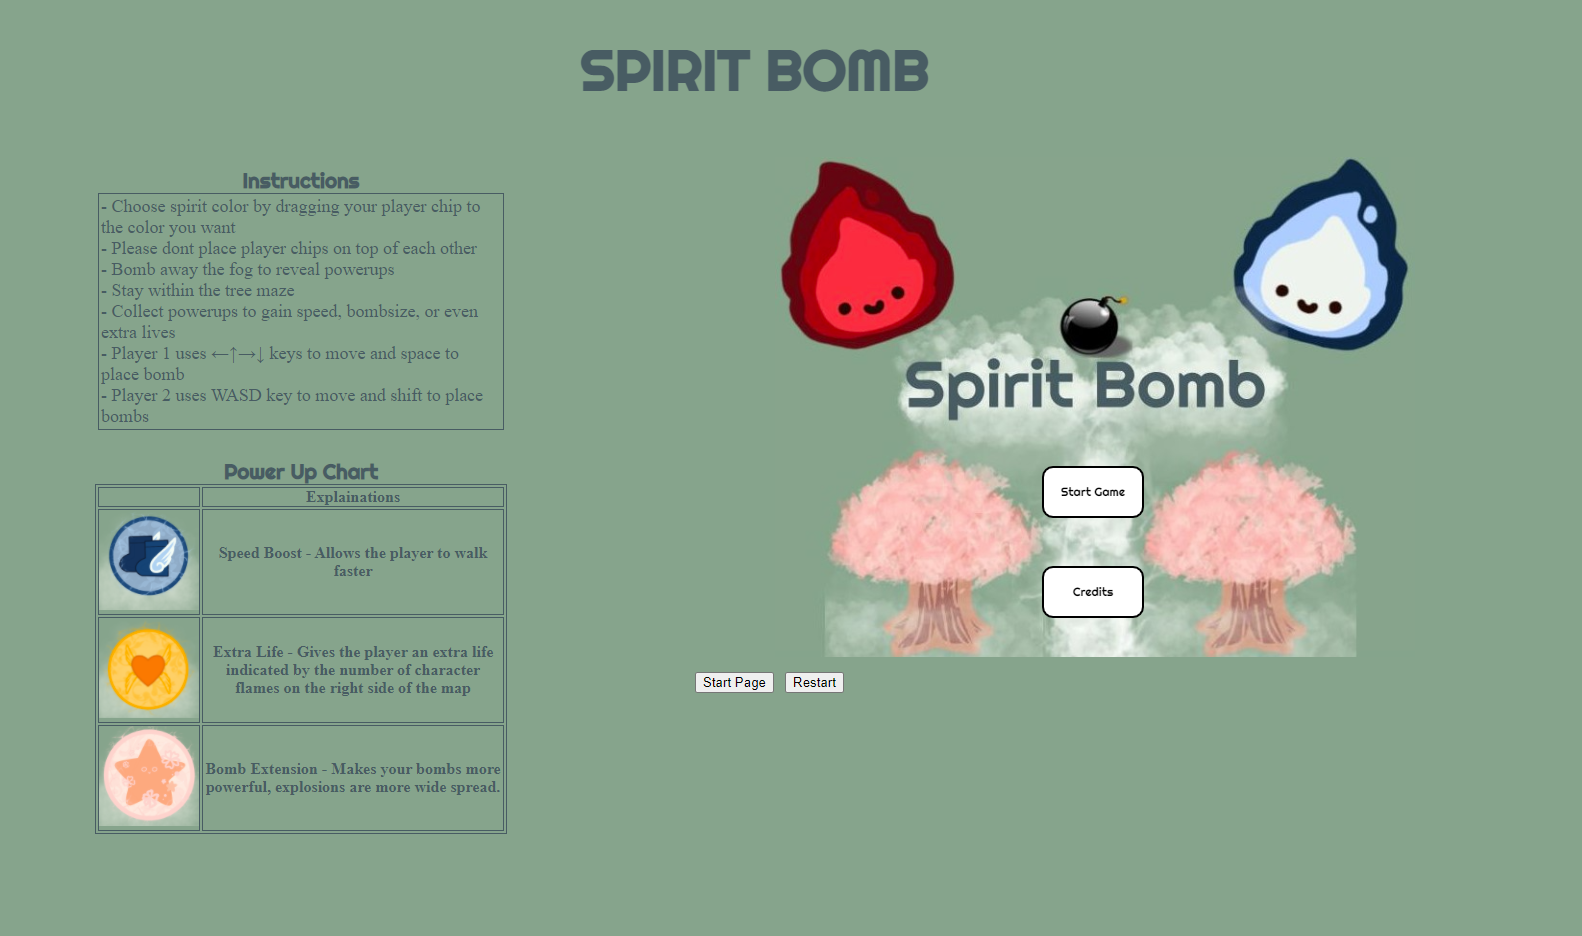 SPIRIT BOMB
Instructions
- Choose spirit color by dragging your player chip to
the color you want
- Please dont place player chips on top of each other
- Bomb away the fog to reveal powerups
- Stay within the tree maze
- Collect powerups to gain speed, bombsize, or even
extra lives
- Player 1 uses ←↑→↓ keys to move and space to
place bomb
- Player 2 uses WASD key to move and shift to place
bombs
Power Up Chart
Explainations
Speed Boost - Allows the player to walk
faster
Extra Life - Gives the player an extra life
indicated by the number of character
flames on the right side of the map
Bomb Extension - Makes your bombs more
powerful, explosions are more wide spread.
Spirit Bomb
Start Game
Credits
Start Page
Restart